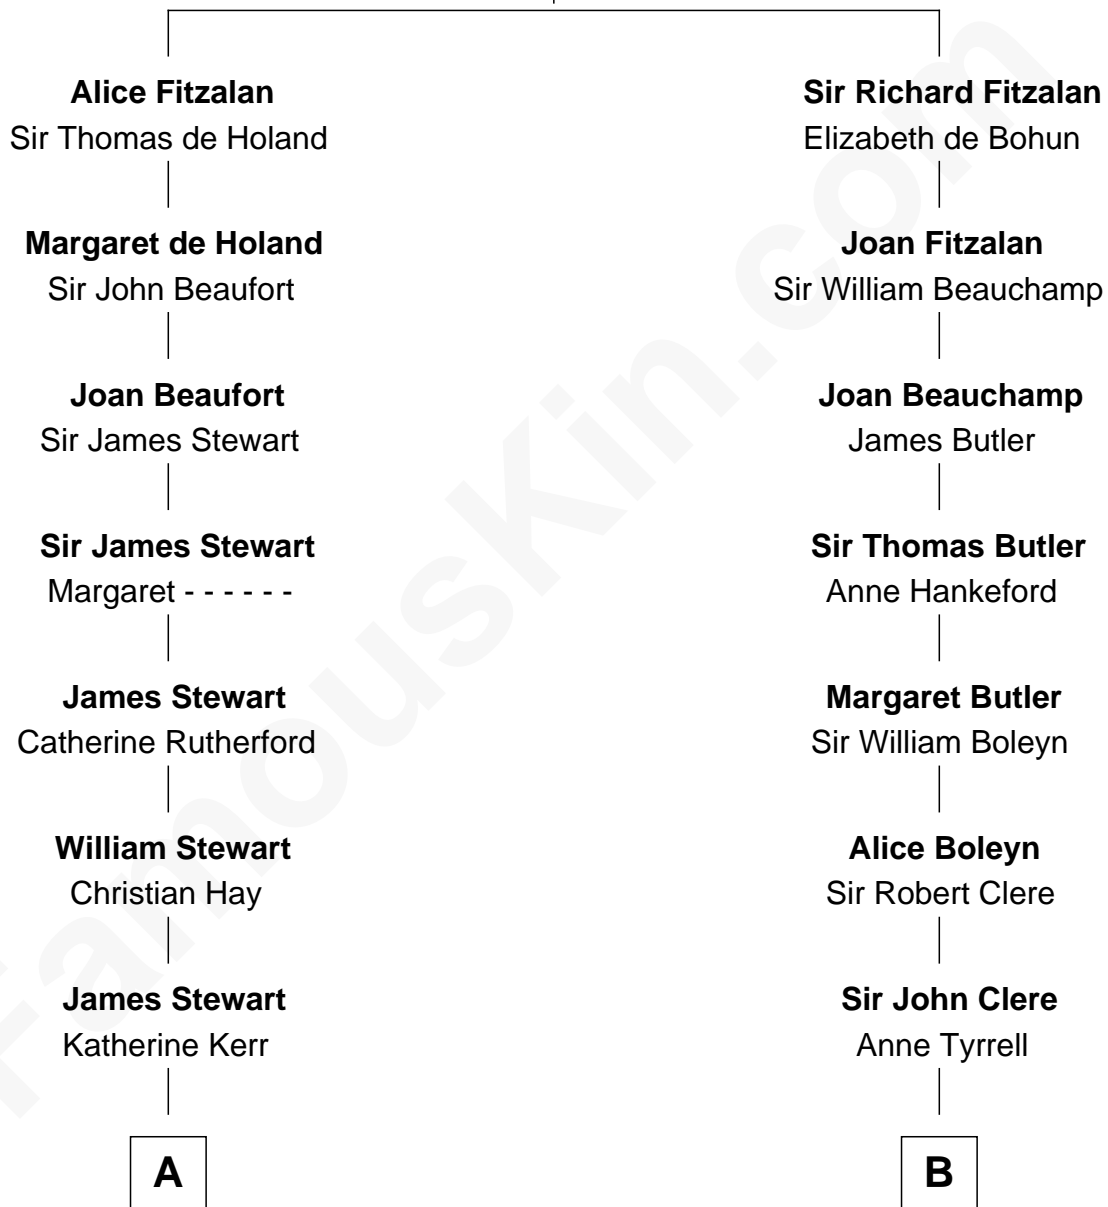 Alice Fitzalan
Sir Thomas de Holand
Margaret de Holand
Sir John Beaufort
Joan Beaufort
Sir James Stewart
Sir James Stewart
Margaret - - - - - -
James Stewart
Catherine Rutherford
William Stewart
Christian Hay
James Stewart
Katherine Kerr
A
Sir Richard Fitzalan
Elizabeth de Bohun
Joan Fitzalan
Sir William Beauchamp
Joan Beauchamp
James Butler
Sir Thomas Butler
Anne Hankeford
Margaret Butler
Sir William Boleyn
Alice Boleyn
Sir Robert Clere
Sir John Clere
Anne Tyrrell
B
FamousKin.com